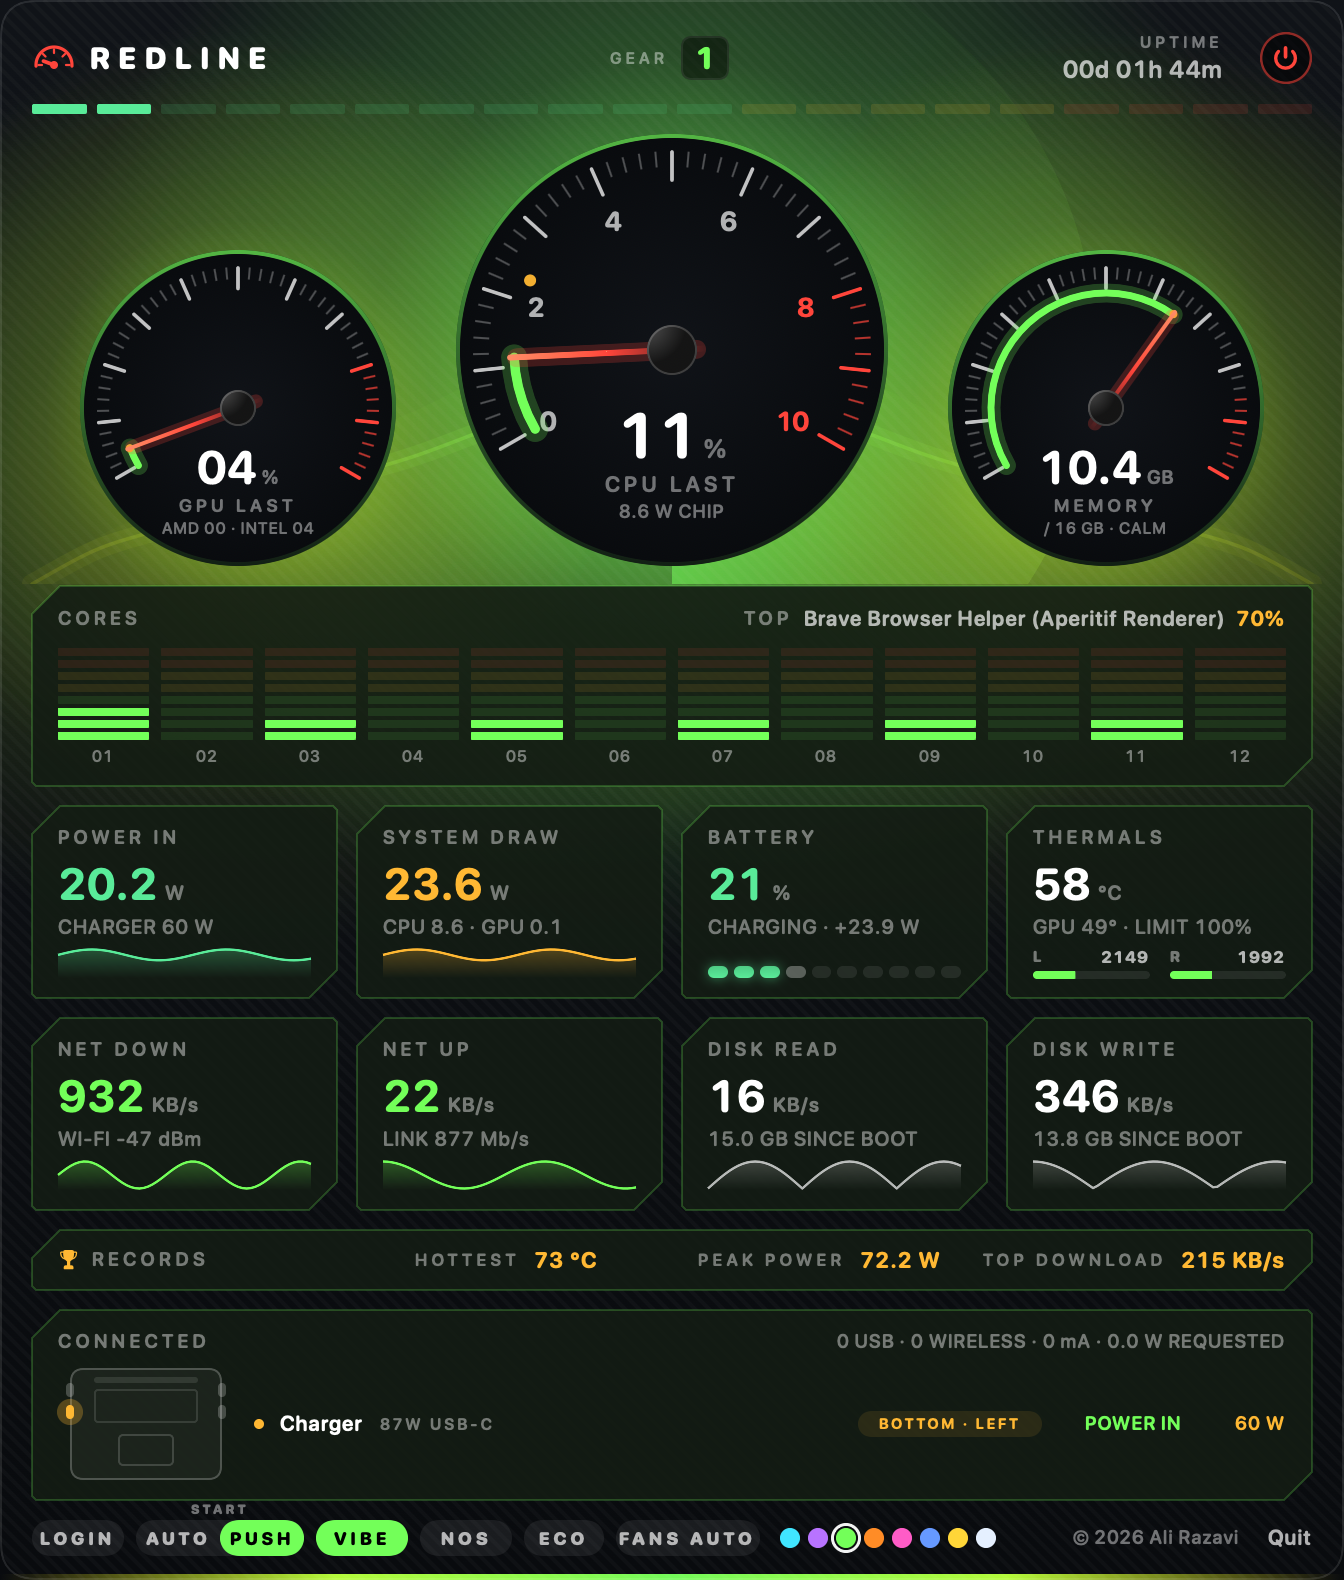 REDLINE
GEAR 1
UPTIME
00d 01h 44m
4 6
2 8
0 10
11 %
CPU LAST
8.6 W CHIP
04 %
GPU LAST
AMD 00 · INTEL 04
10.4 GB
MEMORY
/ 16 GB · CALM
CORES TOP Brave Browser Helper (Aperitif Renderer) 70%
01 02 03 04 05 06 07 08 09 10 11 12
POWER IN
20.2 W
CHARGER 60 W
SYSTEM DRAW
23.6 W
CPU 8.6 · GPU 0.1
BATTERY
21 %
CHARGING · +23.9 W
THERMALS
58 °C
GPU 49° · LIMIT 100%
L 2149 R 1992
NET DOWN
932 KB/s
WI-FI -47 dBm
NET UP
22 KB/s
LINK 877 Mb/s
DISK READ
16 KB/s
15.0 GB SINCE BOOT
DISK WRITE
346 KB/s
13.8 GB SINCE BOOT
RECORDS HOTTEST 73 °C PEAK POWER 72.2 W TOP DOWNLOAD 215 KB/s
CONNECTED 0 USB · 0 WIRELESS · 0 mA · 0.0 W REQUESTED
Charger 87W USB-C BOTTOM · LEFT POWER IN 60 W
START
LOGIN AUTO PUSH VIBE NOS ECO FANS AUTO © 2026 Ali Razavi Quit